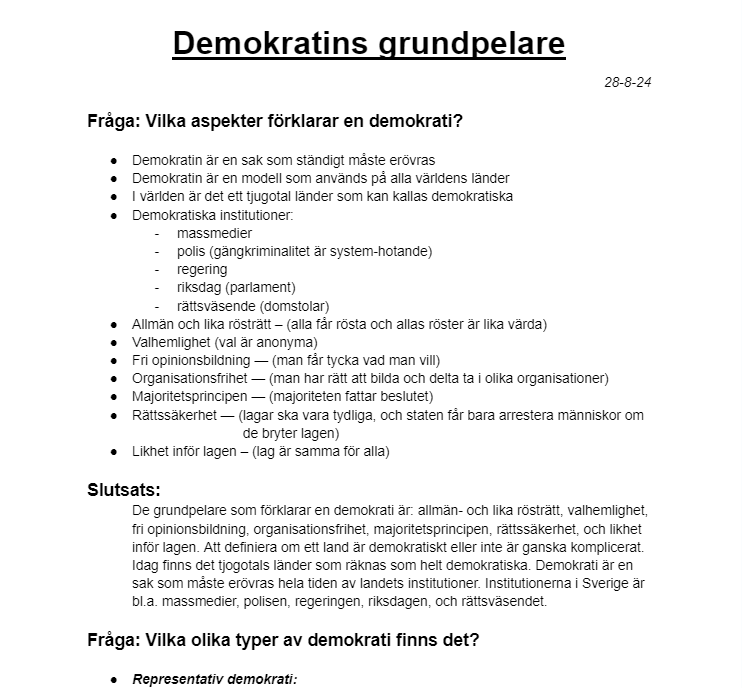 Demokratins grundpelare
28-8-24
Fråga: Vilka aspekter förklarar en demokrati?
● Demokratin är en sak som ständigt måste erövras
● Demokratin är en modell som används på alla världens länder
● I världen är det ett tjugotal länder som kan kallas demokratiska
● Demokratiska institutioner:
- massmedier
- polis (gängkriminalitet är system-hotande)
- regering
- riksdag (parlament)
- rättsväsende (domstolar)
● Allmän och lika rösträtt – (alla får rösta och allas röster är lika värda)
● Valhemlighet (val är anonyma)
● Fri opinionsbildning — (man får tycka vad man vill)
● Organisationsfrihet — (man har rätt att bilda och delta ta i olika organisationer)
● Majoritetsprincipen — (majoriteten fattar beslutet)
● Rättssäkerhet — (lagar ska vara tydliga, och staten får bara arrestera människor om
de bryter lagen)
● Likhet inför lagen – (lag är samma för alla)
Slutsats:
De grundpelare som förklarar en demokrati är: allmän- och lika rösträtt, valhemlighet,
fri opinionsbildning, organisationsfrihet, majoritetsprincipen, rättssäkerhet, och likhet
inför lagen. Att definiera om ett land är demokratiskt eller inte är ganska komplicerat.
Idag finns det tjogotals länder som räknas som helt demokratiska. Demokrati är en
sak som måste erövras hela tiden av landets institutioner. Institutionerna i Sverige är
bl.a. massmedier, polisen, regeringen, riksdagen, och rättsväsendet.
Fråga: Vilka olika typer av demokrati finns det?
● Representativ demokrati: